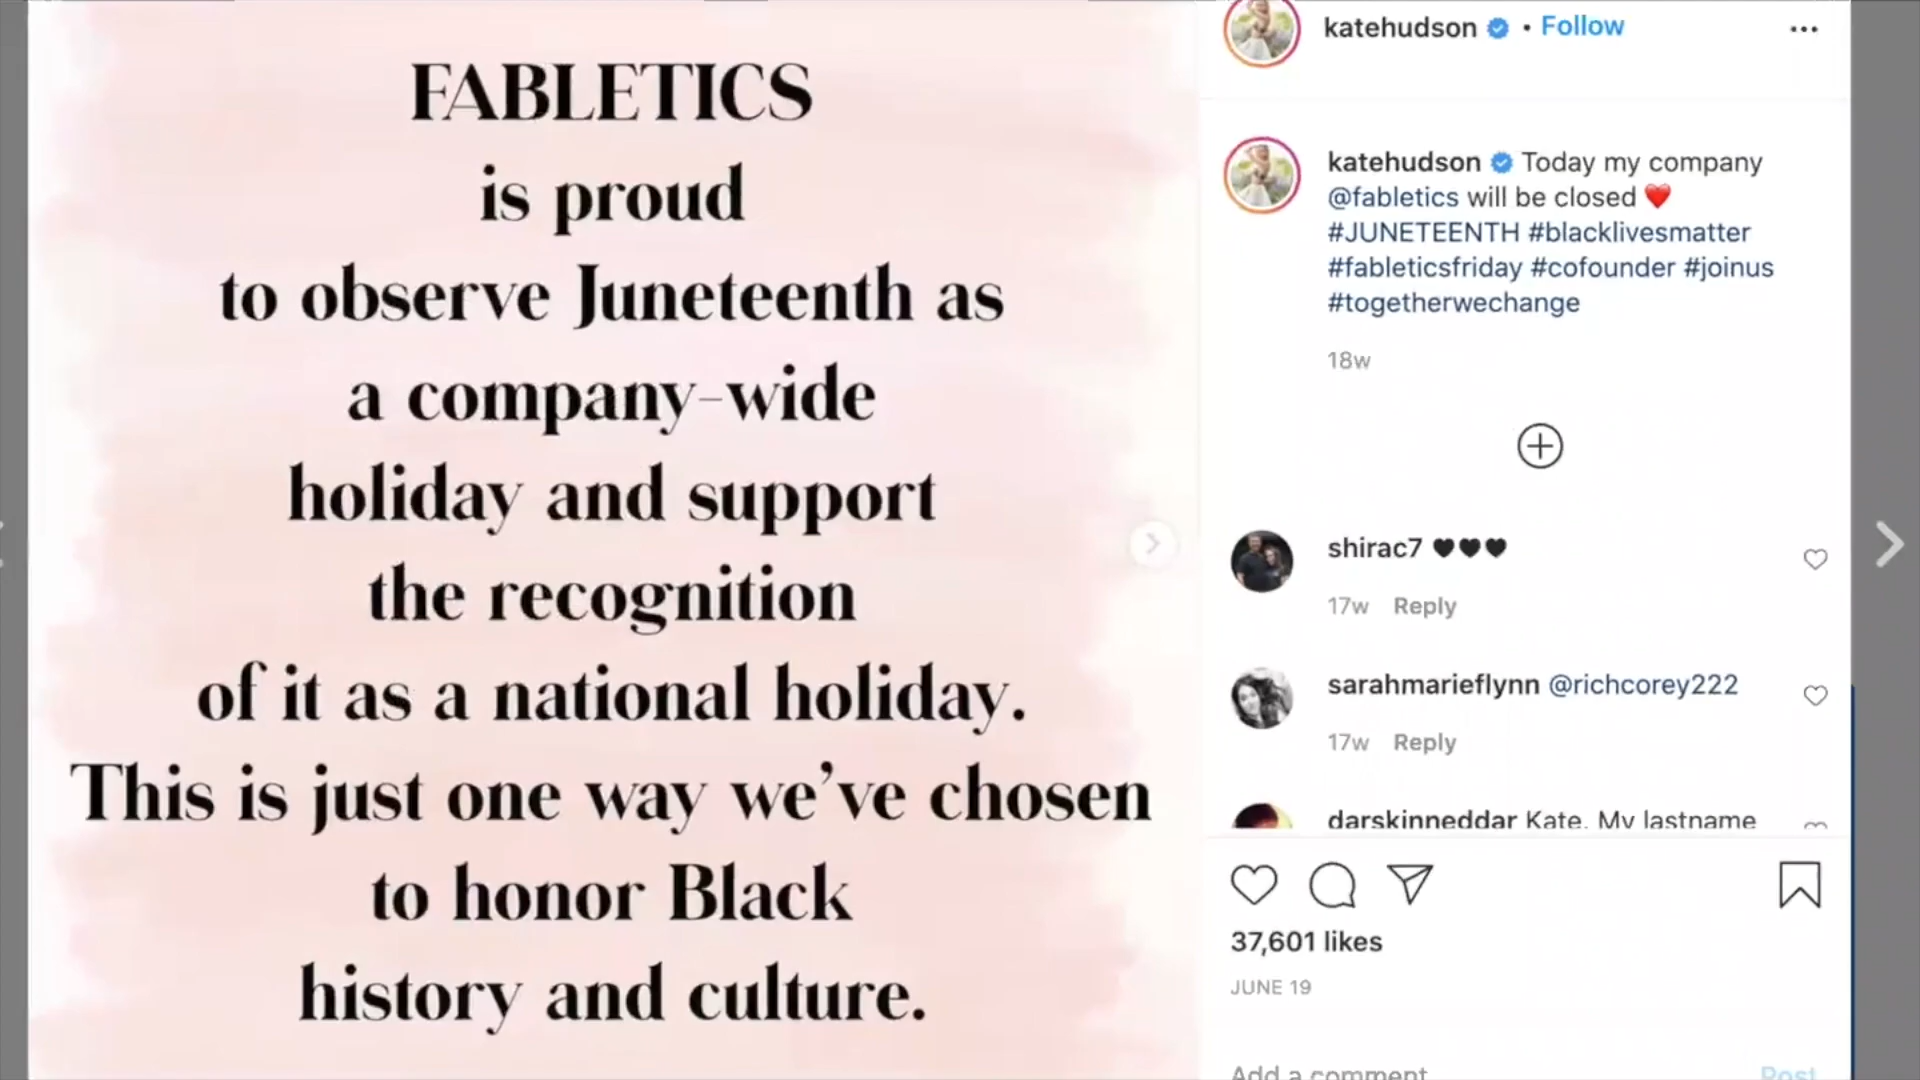 FABLETICS
is proud
to observe Juneteenth as
a company-wide
holiday and support
the recognition
of it as a national holiday.
This is just one way we've chosen
to honor Black
history and culture.
katehudson • Follow
katehudson Today my company
@fabletics will be closed ❤️
#JUNETEENTH #blacklivesmatter
#fableticsfriday #cofounder #joinus
#togetherwechange
18w
shirac7 🖤🖤🖤
17w Reply
sarahmarieflynn @richcorey222
17w Reply
darskinneddar Kate. My lastname
37,601 likes
JUNE 19
Add a comment
Post